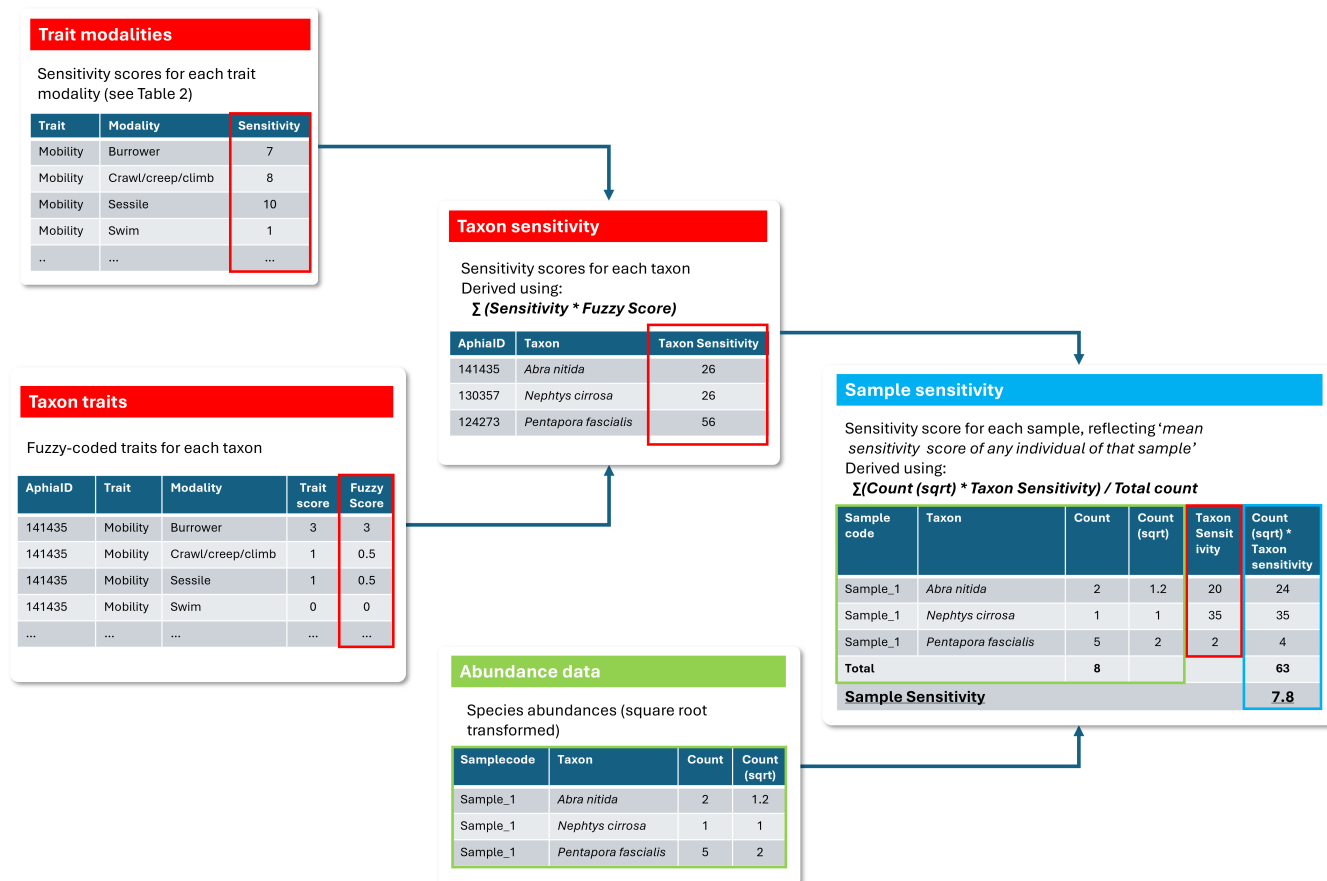 Trait modalities
Sensitivity scores for each trait
modality (see Table 2)
Trait Modality Sensitivity
Mobility Burrower 7
Mobility Crawl/creep/climb 8
Mobility Sessile 10
Mobility Swim 1
.. ... ...
Taxon sensitivity
Sensitivity scores for each taxon
Derived using:
∑ (Sensitivity * Fuzzy Score)
AphiaID Taxon Taxon Sensitivity
141435 Abra nitida 26
130357 Nephtys cirrosa 26
124273 Pentapora fascialis 56
Taxon traits
Fuzzy-coded traits for each taxon
AphiaID Trait Modality Trait Fuzzy
score Score
141435 Mobility Burrower 3 3
141435 Mobility Crawl/creep/climb 1 0.5
141435 Mobility Sessile 1 0.5
141435 Mobility Swim 0 0
... ... ... ... ...
Sample sensitivity
Sensitivity score for each sample, reflecting ‘mean
sensitivity score of any individual of that sample’
Derived using:
∑(Count (sqrt) * Taxon Sensitivity) / Total count
Sample Taxon Count Count Taxon Count
code (sqrt) Sensit (sqrt) *
ivity Taxon
sensitivity
Sample_1 Abra nitida 2 1.2 20 24
Sample_1 Nephtys cirrosa 1 1 35 35
Sample_1 Pentapora fascialis 5 2 2 4
Total 8 63
Sample Sensitivity 7.8
Abundance data
Species abundances (square root
transformed)
Samplecode Taxon Count Count
(sqrt)
Sample_1 Abra nitida 2 1.2
Sample_1 Nephtys cirrosa 1 1
Sample_1 Pentapora fascialis 5 2